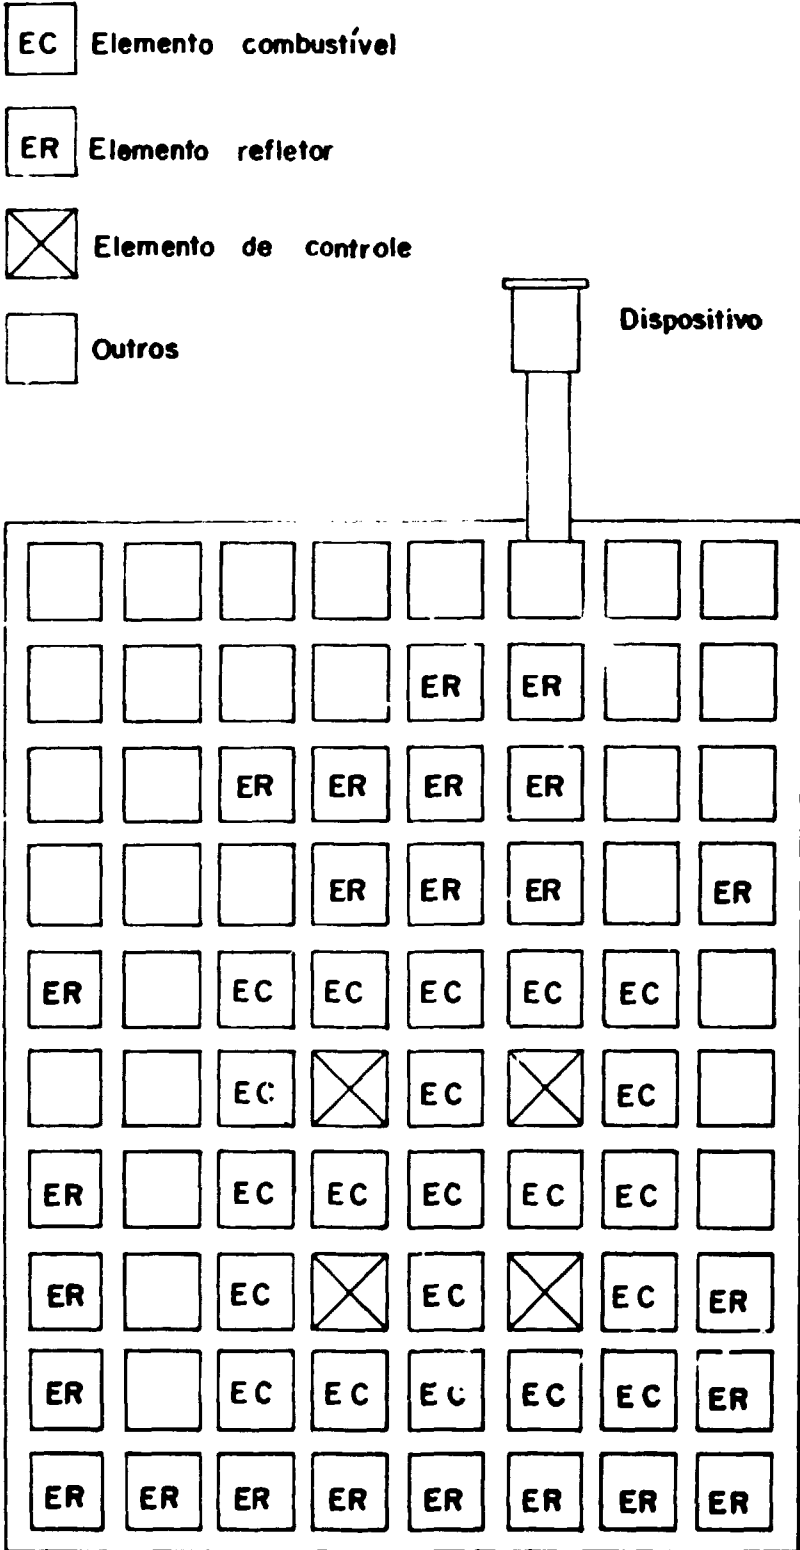 EC Elemento combustível
ER Elemento refletor
Elemento de controle
Dispositivo
Outros
ER ER
ER ER ER ER
ER ER ER ER
ER EC EC EC EC EC
EC EC EC
ER EC EC EC EC EC
ER EC EC EC ER
ER EC EC EC EC EC ER
ER ER ER ER ER ER ER ER